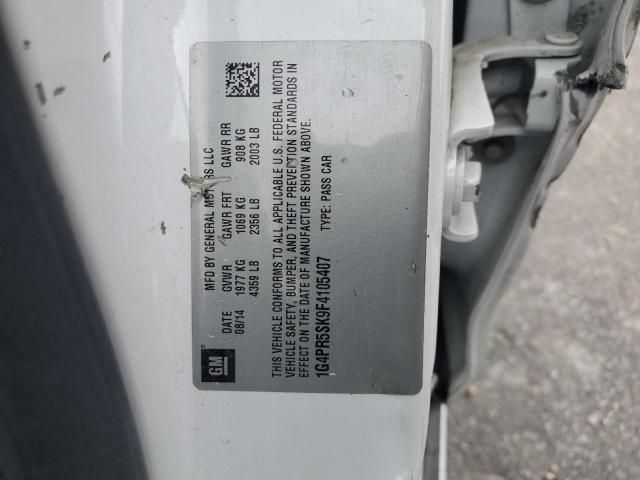 GM
MFD BY GENERAL MOTORS LLC
DATE GVWR GAWR FRT GAWR RR
08/14 1977 KG 1069 KG 908 KG
4359 LB 2356 LB 2003 LB
THIS VEHICLE CONFORMS TO ALL APPLICABLE U.S. FEDERAL MOTOR
VEHICLE SAFETY, BUMPER, AND THEFT PREVENTION STANDARDS IN
EFFECT ON THE DATE OF MANUFACTURE SHOWN ABOVE.
1G4PR5SK9F4105407 TYPE: PASS CAR